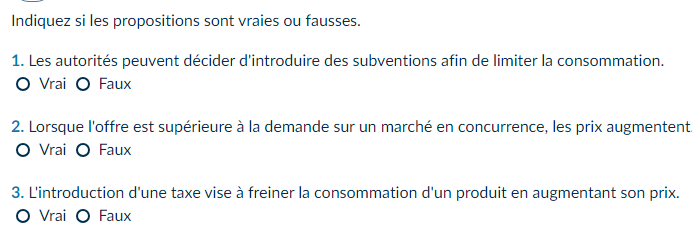 Indiquez si les propositions sont vraies ou fausses.
1. Les autorités peuvent décider d'introduire des subventions afin de limiter la consommation.
Vrai Faux
2. Lorsque l'offre est supérieure à la demande sur un marché en concurrence, les prix augmentent
Vrai Faux
3. L'introduction d'une taxe vise à freiner la consommation d'un produit en augmentant son prix.
Vrai Faux